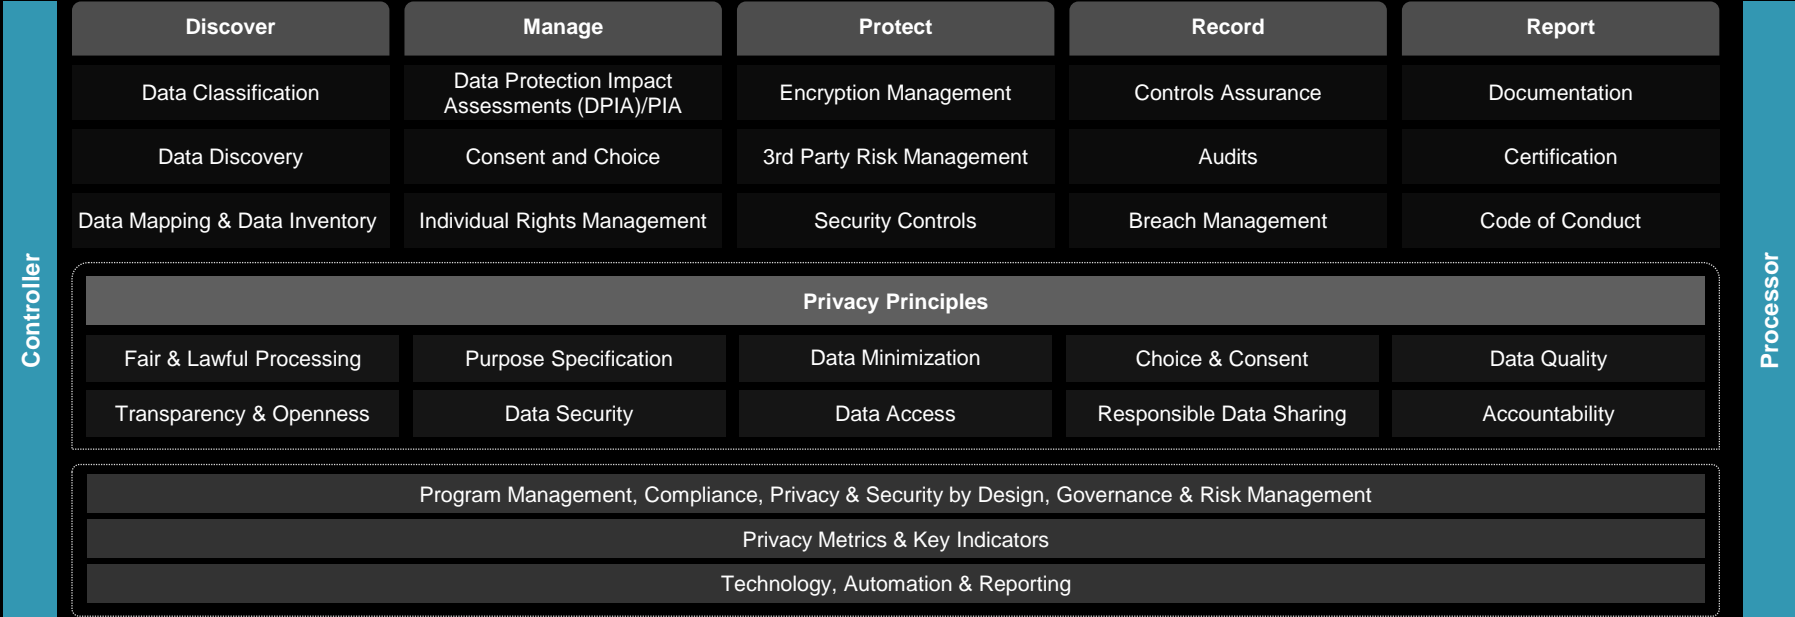 Controller
Discover
Manage
Protect
Record
Report
Data Classification
Data Protection Impact
Assessments (DPIA)/PIA
Encryption Management
Controls Assurance
Documentation
Data Discovery
Consent and Choice
3rd Party Risk Management
Audits
Certification
Data Mapping & Data Inventory
Individual Rights Management
Security Controls
Breach Management
Code of Conduct
Privacy Principles
Fair & Lawful Processing
Purpose Specification
Data Minimization
Choice & Consent
Data Quality
Transparency & Openness
Data Security
Data Access
Responsible Data Sharing
Accountability
Program Management, Compliance, Privacy & Security by Design, Governance & Risk Management
Privacy Metrics & Key Indicators
Technology, Automation & Reporting
Processor